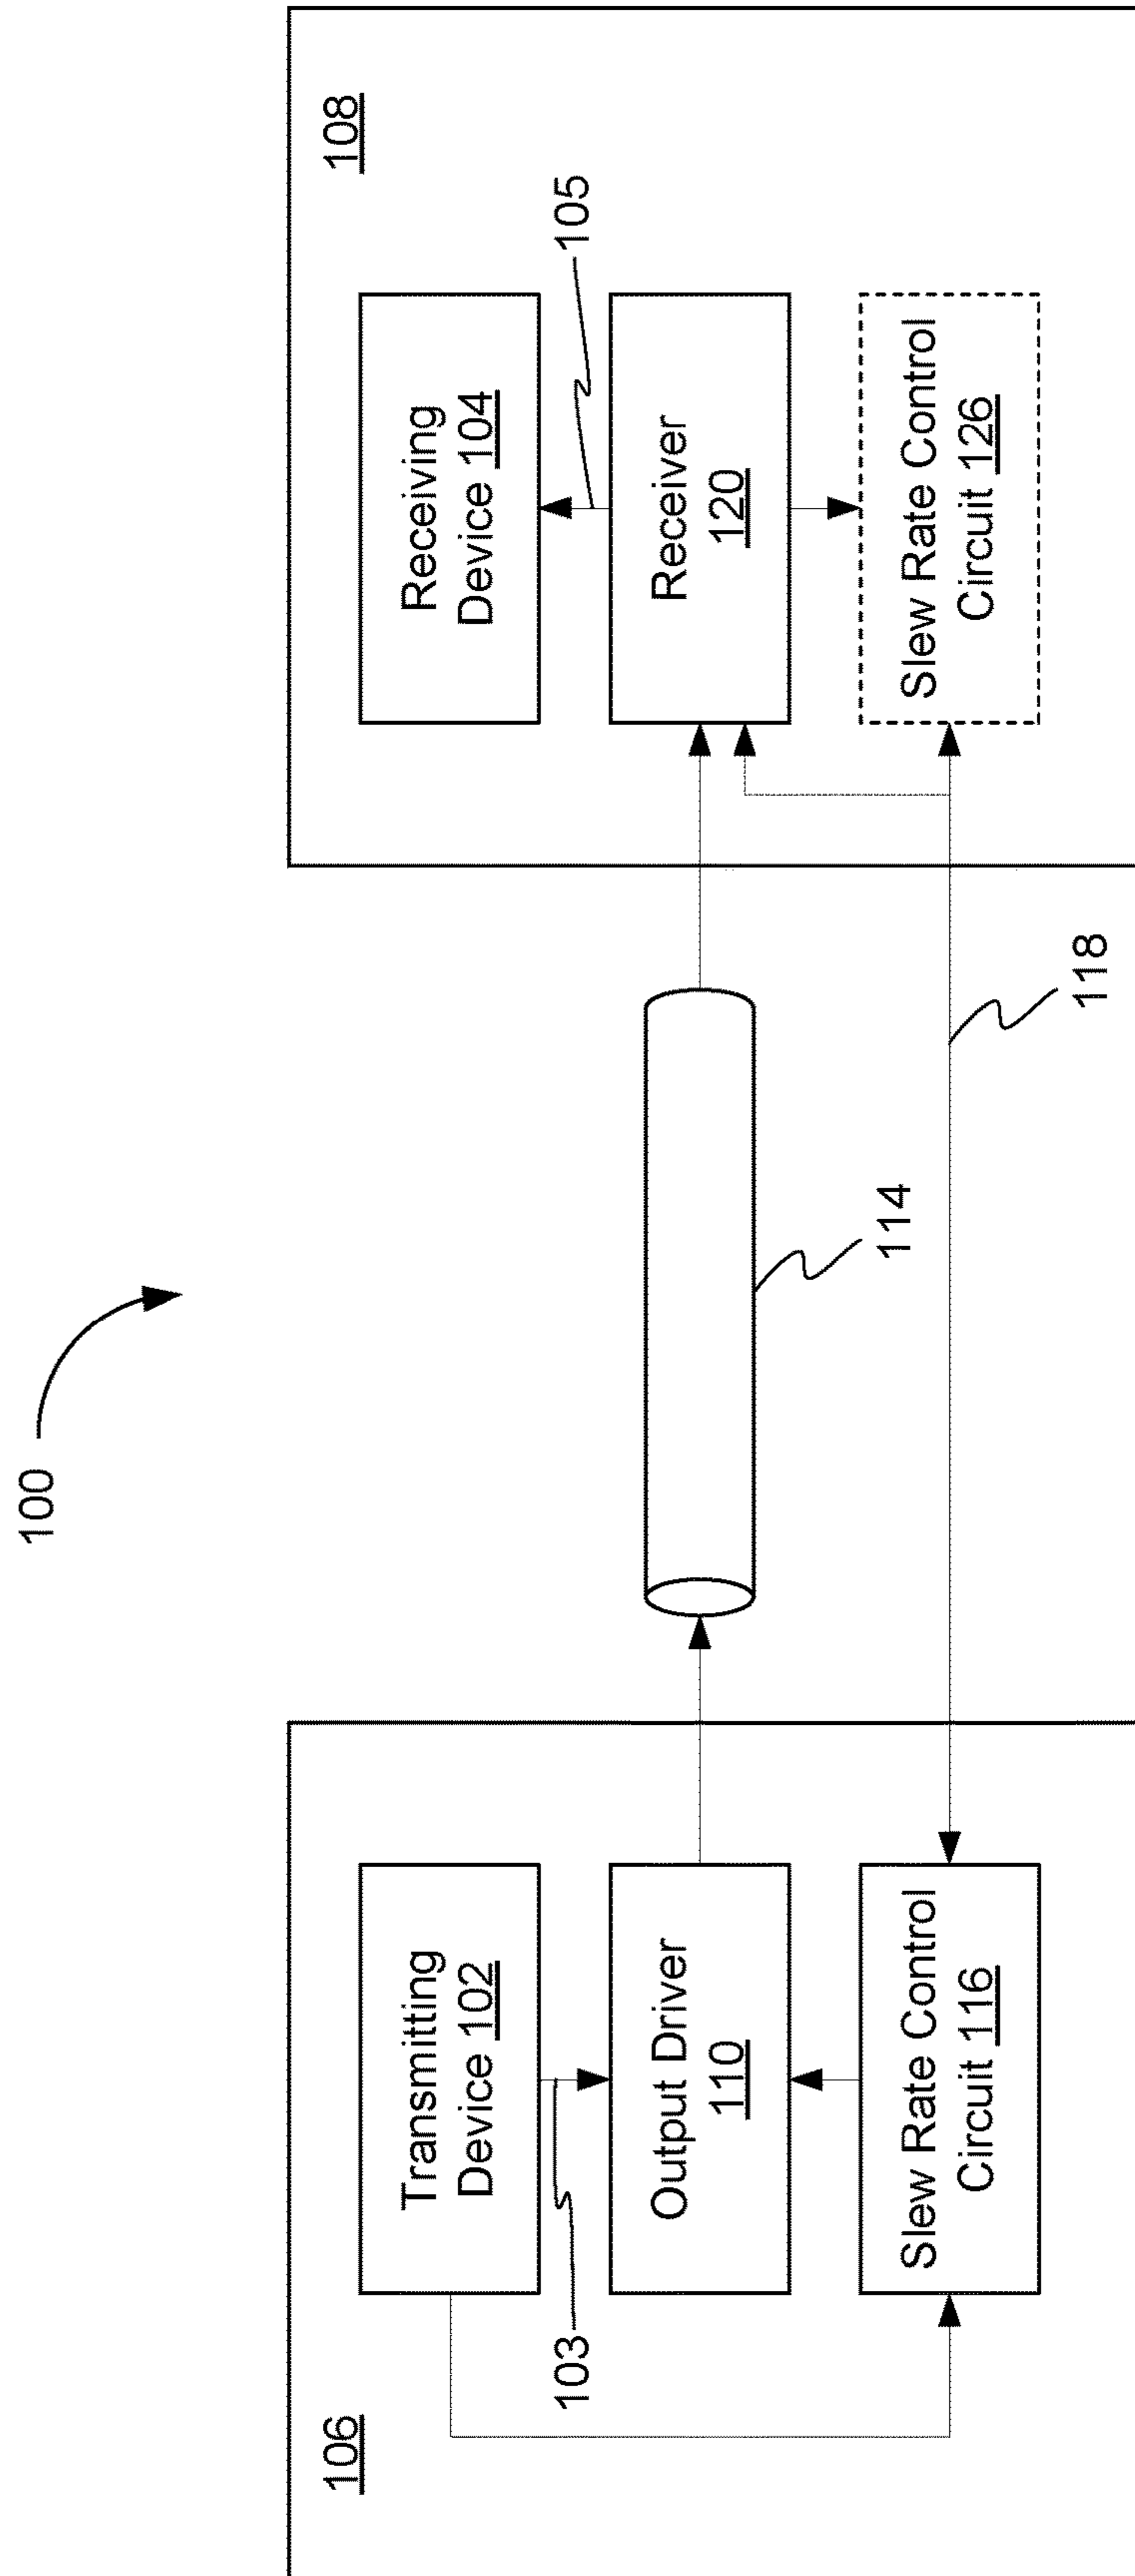 100
106
108
Transmitting
Device 102
103
Output Driver
110
Slew Rate Control
Circuit 116
114
118
Receiving
Device 104
105
Receiver
120
Slew Rate Control
Circuit 126